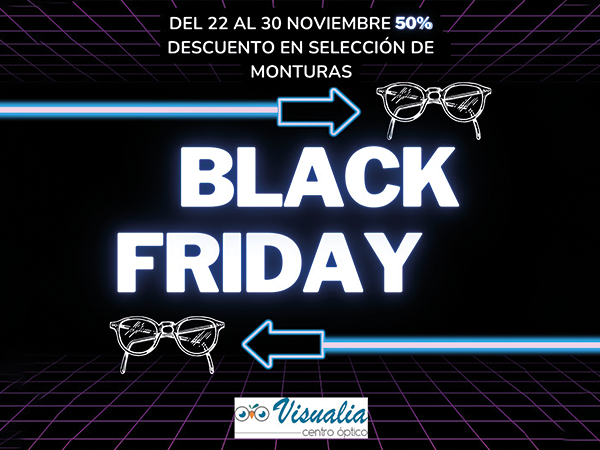 DEL 22 AL 30 NOVIEMBRE 50%
DESCUENTO EN SELECCIÓN DE
MONTURAS
BLACK
FRIDAY
Visualia
centro óptico